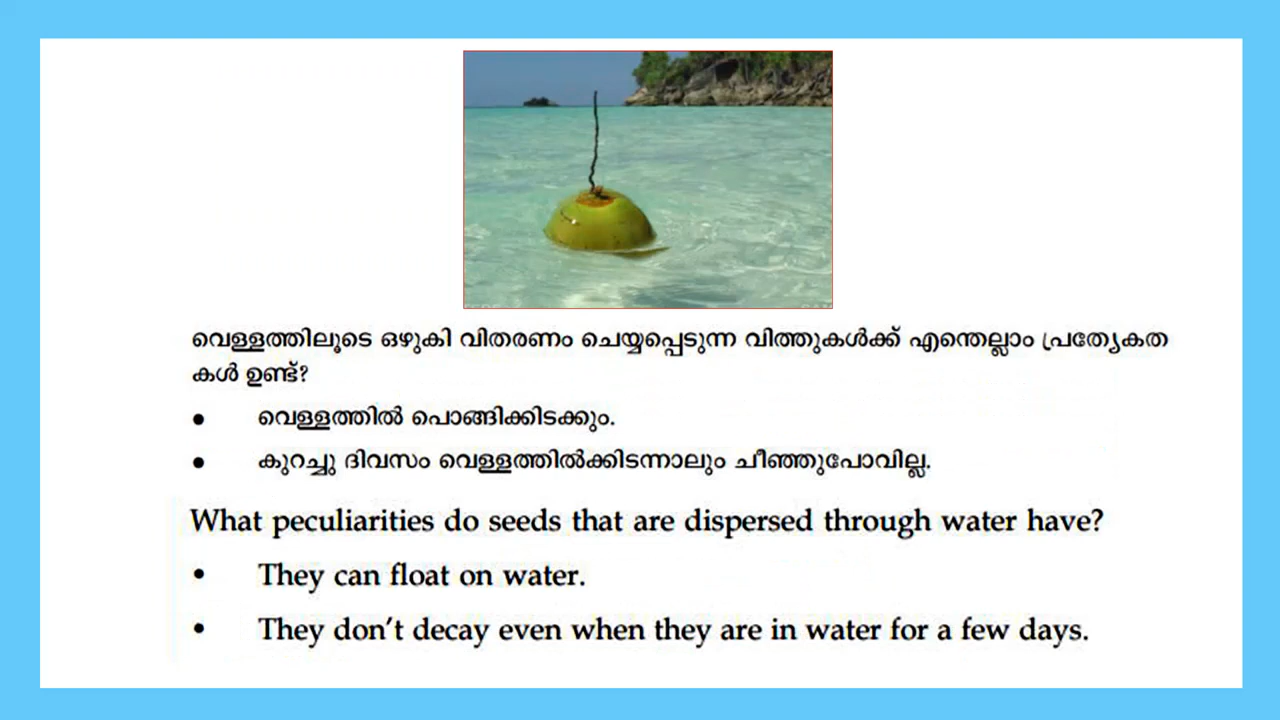 വെള്ളത്തിലൂടെ ഒഴുകി വിതരണം ചെയ്യപ്പെടുന്ന വിത്തുകൾക്ക് എന്തെല്ലാം പ്രത്യേകത
കൾ ഉണ്ട്?
● വെള്ളത്തിൽ പൊങ്ങിക്കിടക്കും.
● കുറച്ചു ദിവസം വെള്ളത്തിൽക്കിടന്നാലും ചീഞ്ഞുപോവില്ല.
What peculiarities do seeds that are dispersed through water have?
• They can float on water.
• They don't decay even when they are in water for a few days.